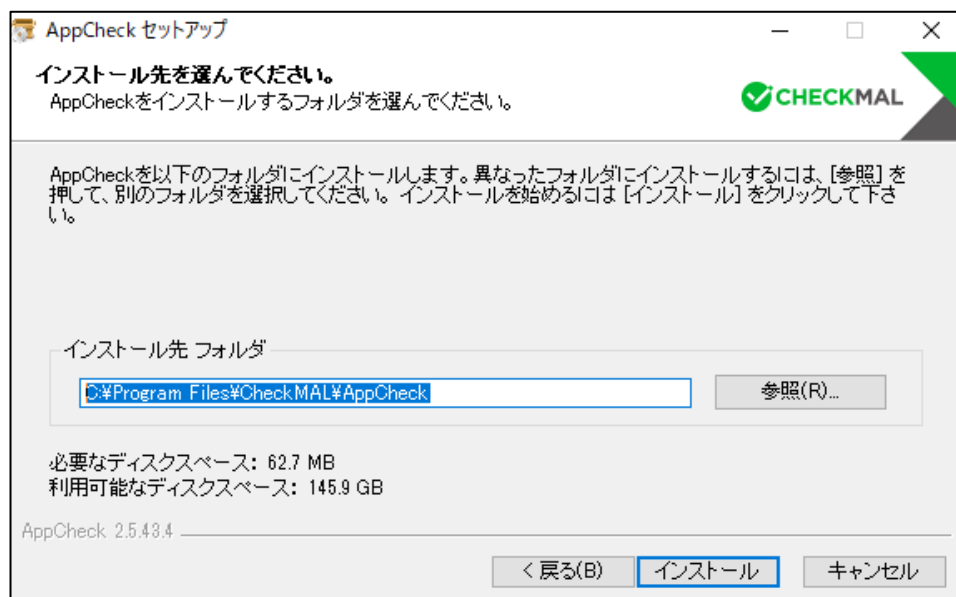 AppCheck セットアップ
インストール先を選んでください。
AppCheckをインストールするフォルダを選んでください。
CHECKMAL
AppCheckを以下のフォルダにインストールします。異なったフォルダにインストールするには、[参照] を
押して、別のフォルダを選択してください。インストールを始めるには [インストール] をクリックして下さ
い。
インストール先 フォルダ
C:¥Program Files¥CheckMAL¥AppCheck
参照(R)...
必要なディスクスペース: 62.7 MB
利用可能なディスクスペース: 145.9 GB
AppCheck 2.5.43.4
< 戻る(B)
インストール
キャンセル